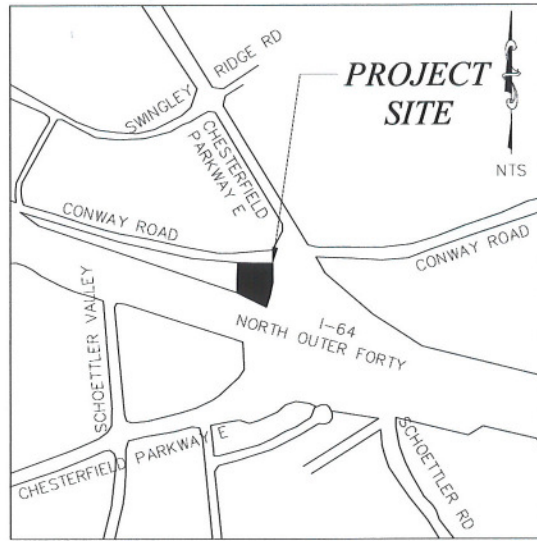 RIDGE RD
SWINGLEY
PROJECT
SITE
NTS
CHESTERFIELD
PARKWAY E
CONWAY ROAD
CONWAY ROAD
SCHOETTLER VALLEY
I-64
NORTH OUTER FORTY
CHESTERFIELD PARKWAY E
SCHOETTLER RD